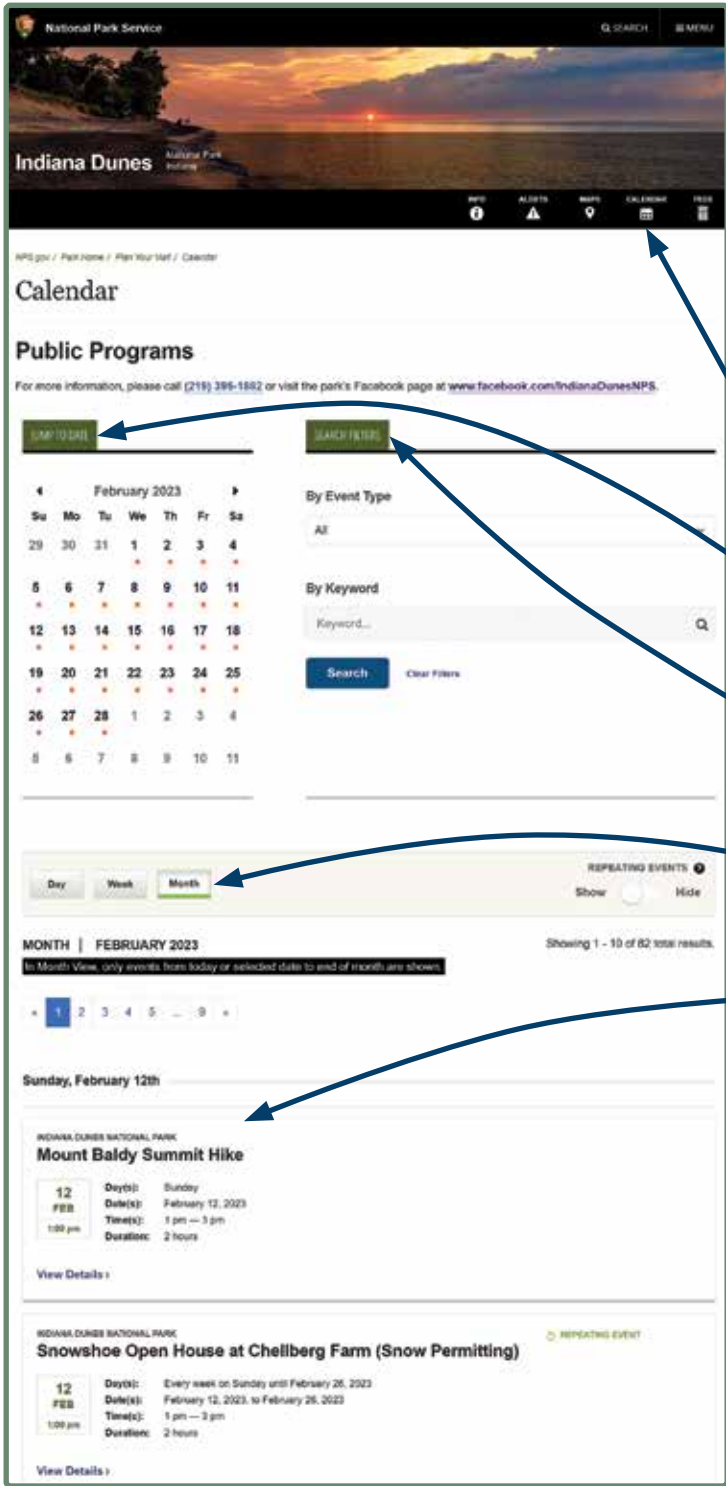 National Park Service
SEARCH
MENU
Indiana Dunes
National Park
Indiana
INFO
ALERTS
MAPS
CALENDAR
FEES
NPS.gov / Park Home / Plan Your Visit / Calendar
Calendar
Public Programs
For more information, please call (219) 395-1882 or visit the park's Facebook page at www.facebook.com/IndianaDunesNPS.
JUMP TO DATE
SEARCH FILTERS
February 2023
Su Mo Tu We Th Fr Sa
29 30 31 1 2 3 4
5 6 7 8 9 10 11
12 13 14 15 16 17 18
19 20 21 22 23 24 25
26 27 28 1 2 3 4
5 6 7 8 9 10 11
By Event Type
All
By Keyword
Keyword...
Search
Clear Filters
Day
Week
Month
REPEATING EVENTS ?
Show
Hide
MONTH | FEBRUARY 2023
Showing 1 - 10 of 82 total results.
In Month View, only events from today or selected date to end of month are shown.
« 1 2 3 4 5 ... 9 »
Sunday, February 12th
INDIANA DUNES NATIONAL PARK
Mount Baldy Summit Hike
12
FEB
1:00 pm
Day(s): Sunday
Date(s): February 12, 2023
Time(s): 1 pm — 3 pm
Duration: 2 hours
View Details ›
INDIANA DUNES NATIONAL PARK
REPEATING EVENT
Snowshoe Open House at Chellberg Farm (Snow Permitting)
12
FEB
1:00 pm
Day(s): Every week on Sunday until February 26, 2023
Date(s): February 12, 2023, to February 26, 2023
Time(s): 1 pm — 3 pm
Duration: 2 hours
View Details ›